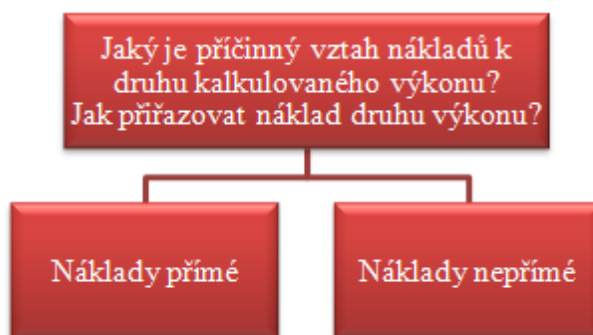 Jaký je příčinný vztah nákladů k
druhu kalkulovaného výkonu?
Jak přiřazovat náklad druhu výkonu?
Náklady přímé
Náklady nepřímé